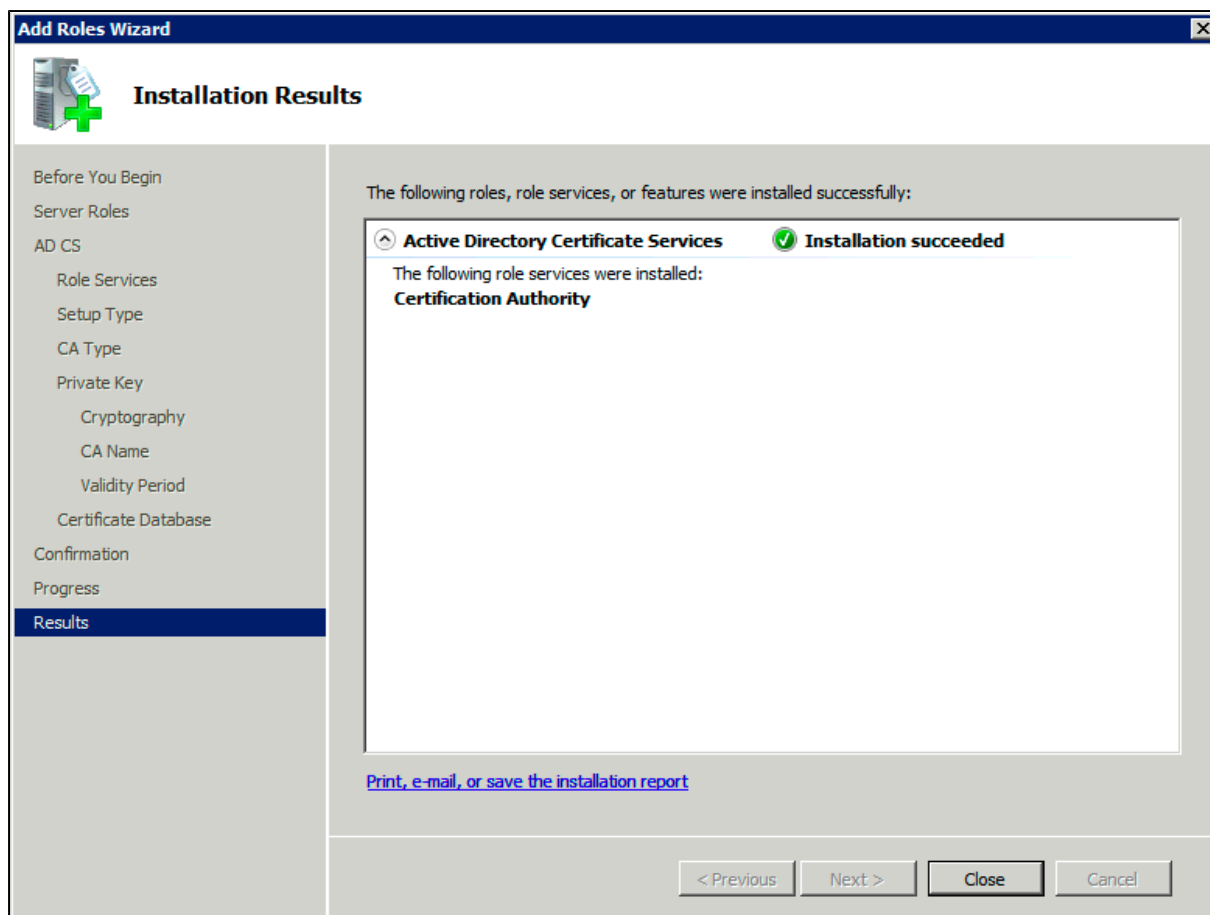 Add Roles Wizard
Installation Results
Before You Begin
Server Roles
AD CS
Role Services
Setup Type
CA Type
Private Key
Cryptography
CA Name
Validity Period
Certificate Database
Confirmation
Progress
Results
The following roles, role services, or features were installed successfully:
Active Directory Certificate Services Installation succeeded
The following role services were installed:
Certification Authority
Print, e-mail, or save the installation report
< Previous Next > Close Cancel